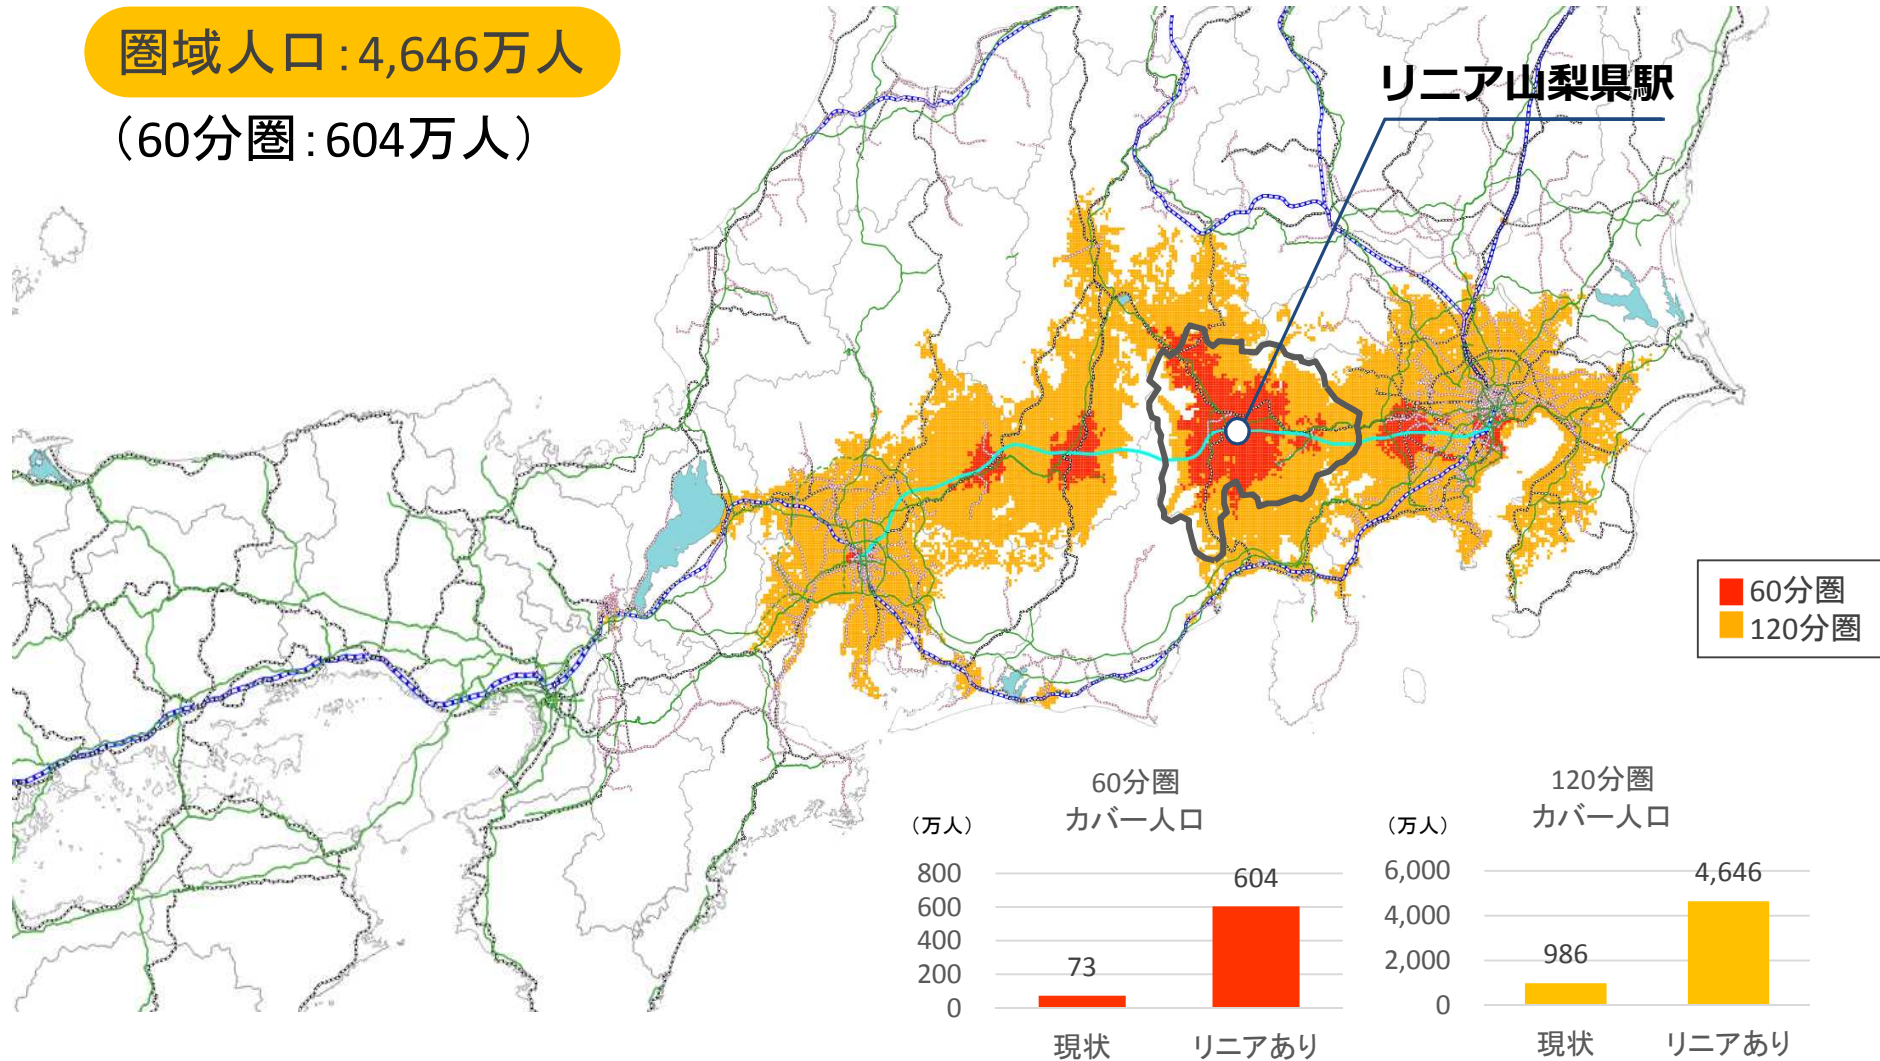 圏域人口：4,646万人
（60分圏：604万人）
リニア山梨県駅
60分圏
120分圏
60分圏
カバー人口
（万人）
800
600
400
200
0
73
604
現状
リニアあり
120分圏
カバー人口
（万人）
6,000
4,000
2,000
0
986
4,646
現状
リニアあり